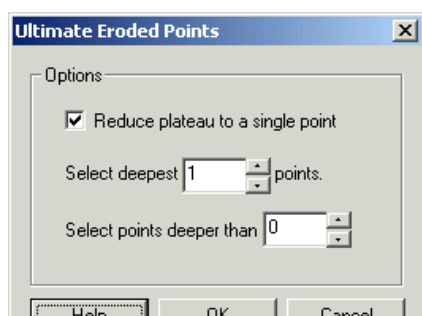 Ultimate Eroded Points
Options
Reduce plateau to a single point
Select deepest 1 points.
Select points deeper than 0
Help OK Cancel